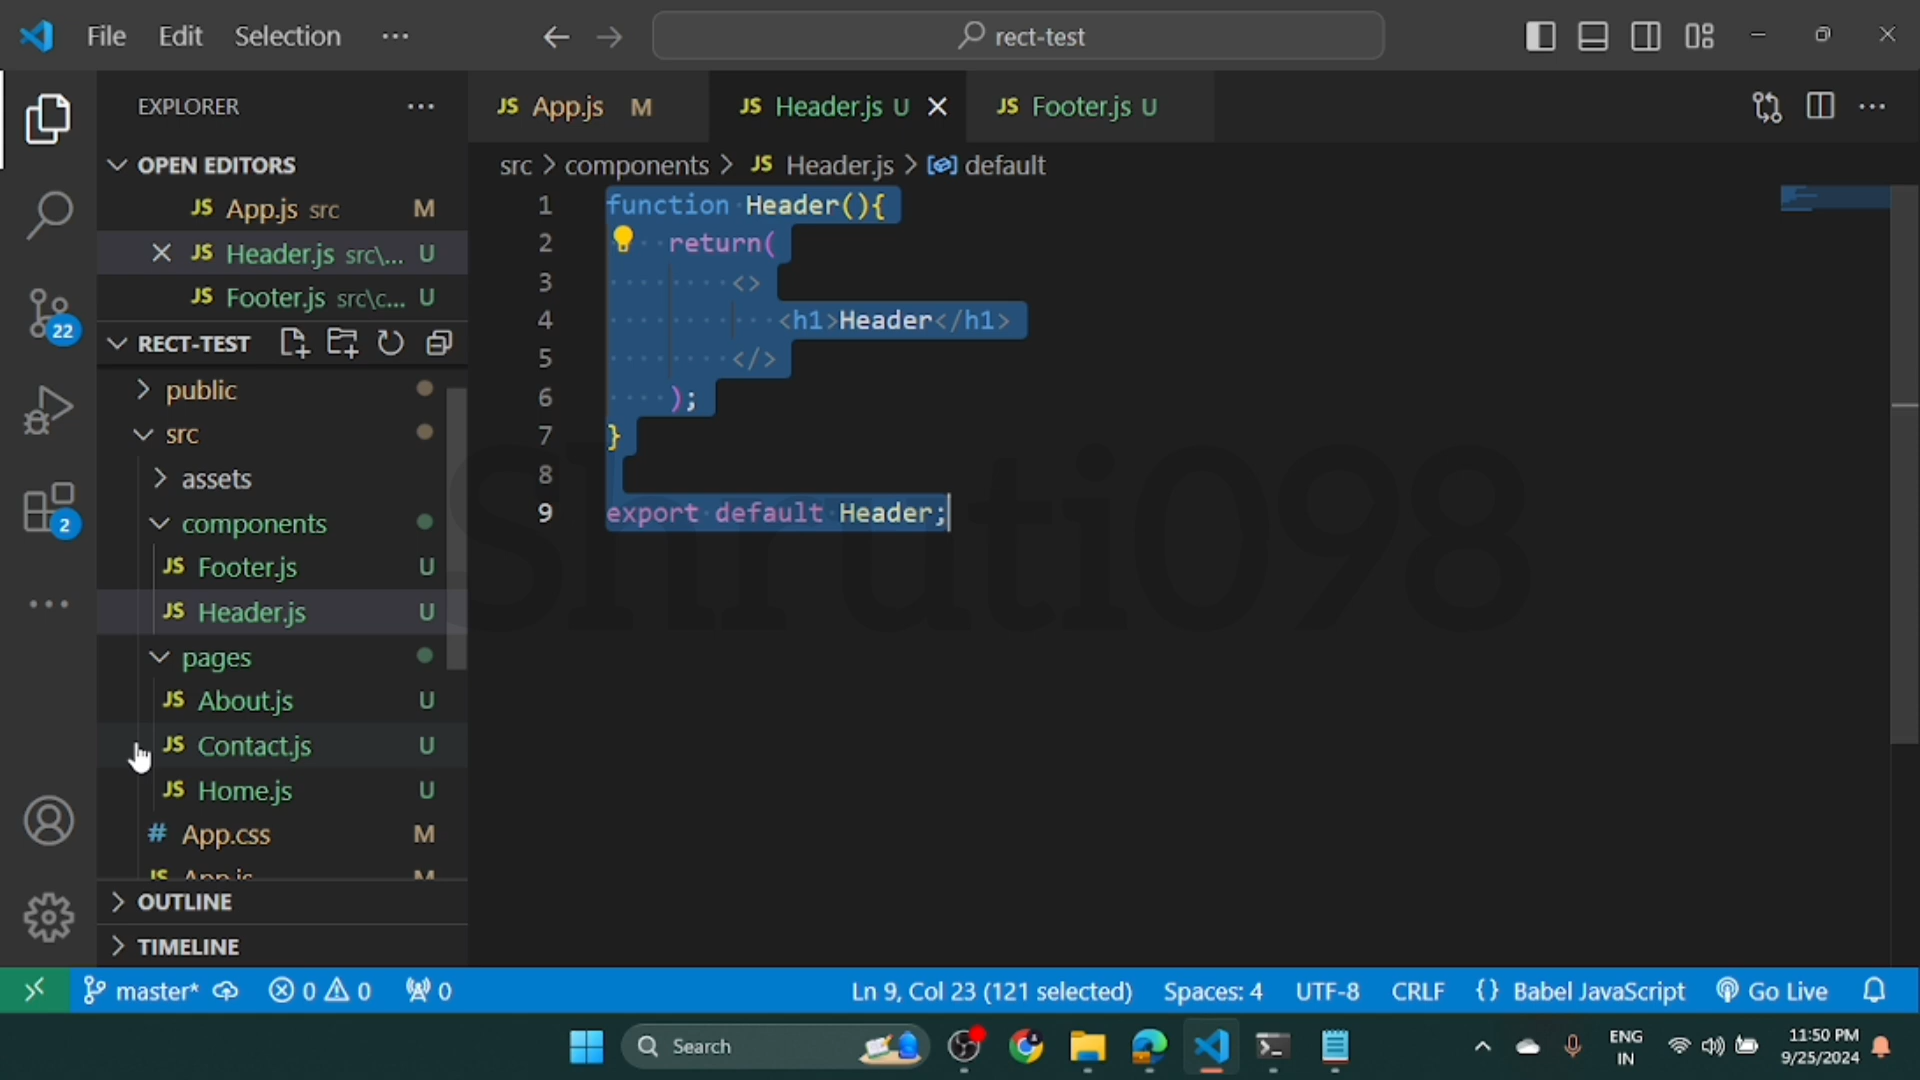 File Edit Selection ··· rect-test
EXPLORER ···
OPEN EDITORS
JS App.js src M
JS Header.js src\... U
JS Footer.js src\c... U
RECT-TEST
public
src
assets
components
JS Footer.js U
JS Header.js U
pages
JS About.js U
JS Contact.js U
JS Home.js U
# App.css M
JS App.js M
OUTLINE
TIMELINE
22
2
JS App.js M JS Header.js U JS Footer.js U
src > components > JS Header.js > default
1 function Header(){
2 return(
3 <>
4 <h1>Header</h1>
5 </>
6 );
7 }
8
9 export default Header;
Shruti098
master* 0 0 0 Ln 9, Col 23 (121 selected) Spaces: 4 UTF-8 CRLF {} Babel JavaScript Go Live
Search
ENG
IN
11:50 PM
9/25/2024